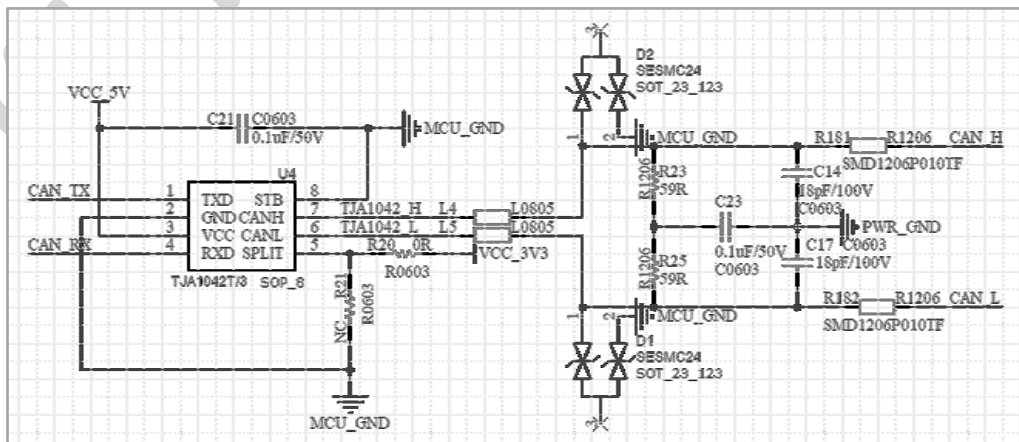 3
D2
SESMC24
SOT_23_123
VCC_5V
C21 C0603
0.1uF/50V
MCU_GND
1
2
MCU_GND
R181 R1206 CAN_H
SMD1206P010TF
U4
CAN_TX 1 TXD STB 8
2 GND CANH 7 TJA1042_H L4 L0805
3 VCC CANL 6 TJA1042_L L5 L0805
CAN_RX 4 RXD SPLIT 5 R20 0R VCC_3V3
R0603
TJA1042T/3 SOP_8
R1206
R23
59R
C14
18pF/100V
C0603
C23
0.1uF/50V
C0603
PWR_GND
C0603
C17
18pF/100V
R1206
R25
59R
NC R21
R0603
MCU_GND
R182 R1206 CAN_L
SMD1206P010TF
1
2
MCU_GND
D1
SESMC24
SOT_23_123
3